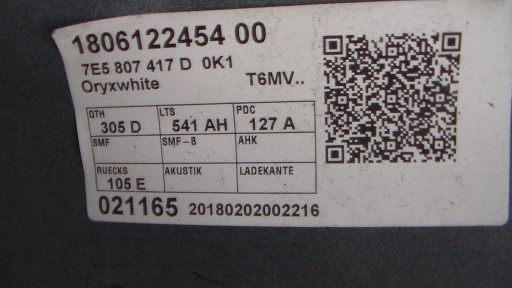 1806122454 00
7E5 807 417 D 0K1
Oryxwhite T6MV..
QTH LTS PDC
305 D 541 AH 127 A
SMF SMF-B AHK
RUECKS AKUSTIK LADEKANTE
105 E
021165 20180202002216